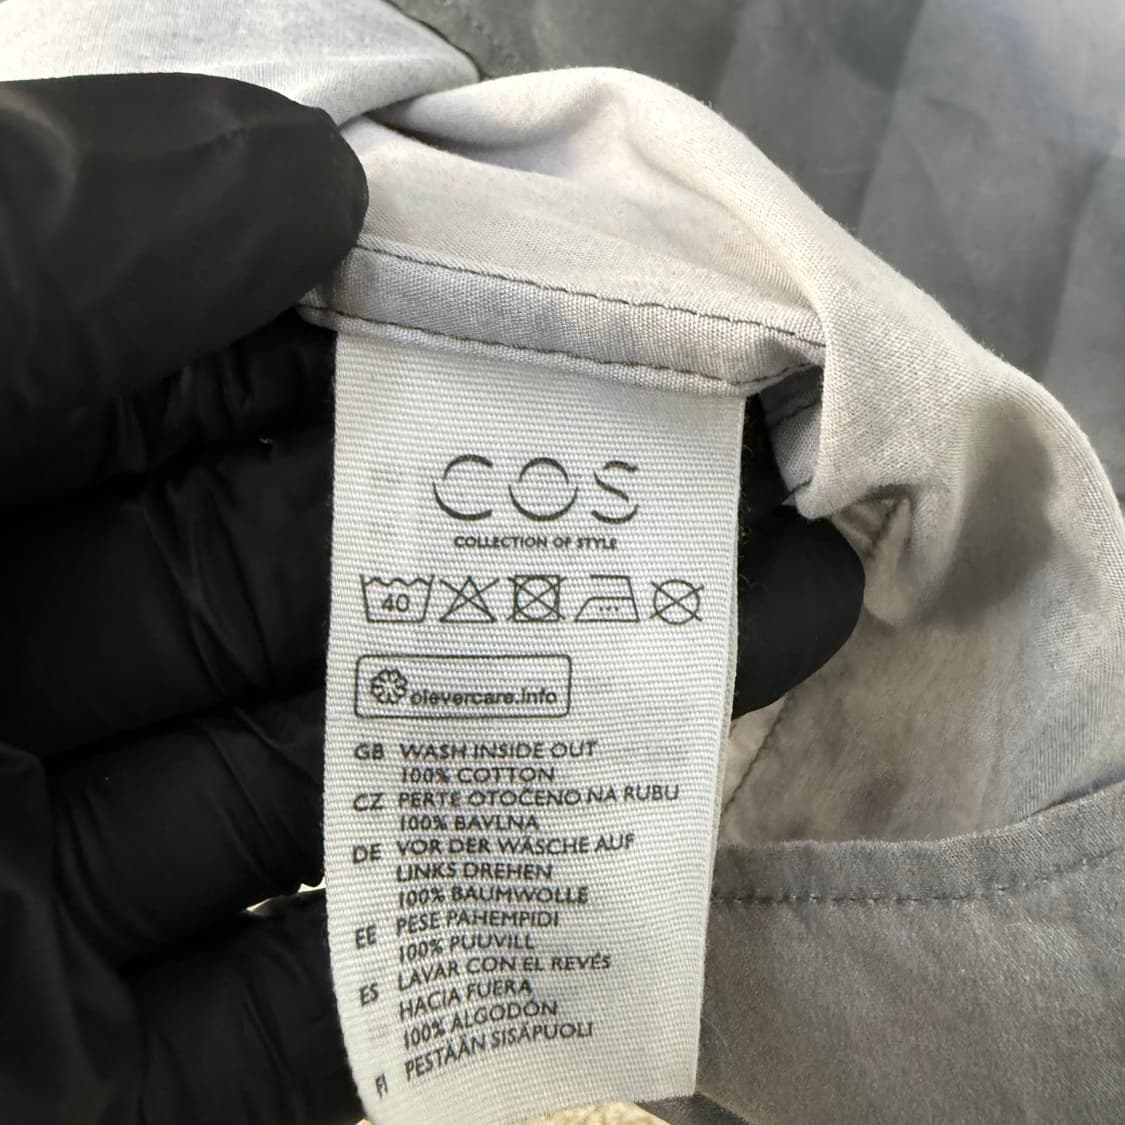 COS
COLLECTION OF STYLE
40
clevercare.info
GB WASH INSIDE OUT
100% COTTON
CZ PERTE OTOČENO NA RUBU
100% BAVLNA
DE VOR DER WÄSCHE AUF
LINKS DREHEN
100% BAUMWOLLE
EE PESE PAHEMPIDI
100% PUUVILL
ES LAVAR CON EL REVÉS
HACIA FUERA
100% ALGODÓN
FI PESTÄÄN SISÄPUOLI